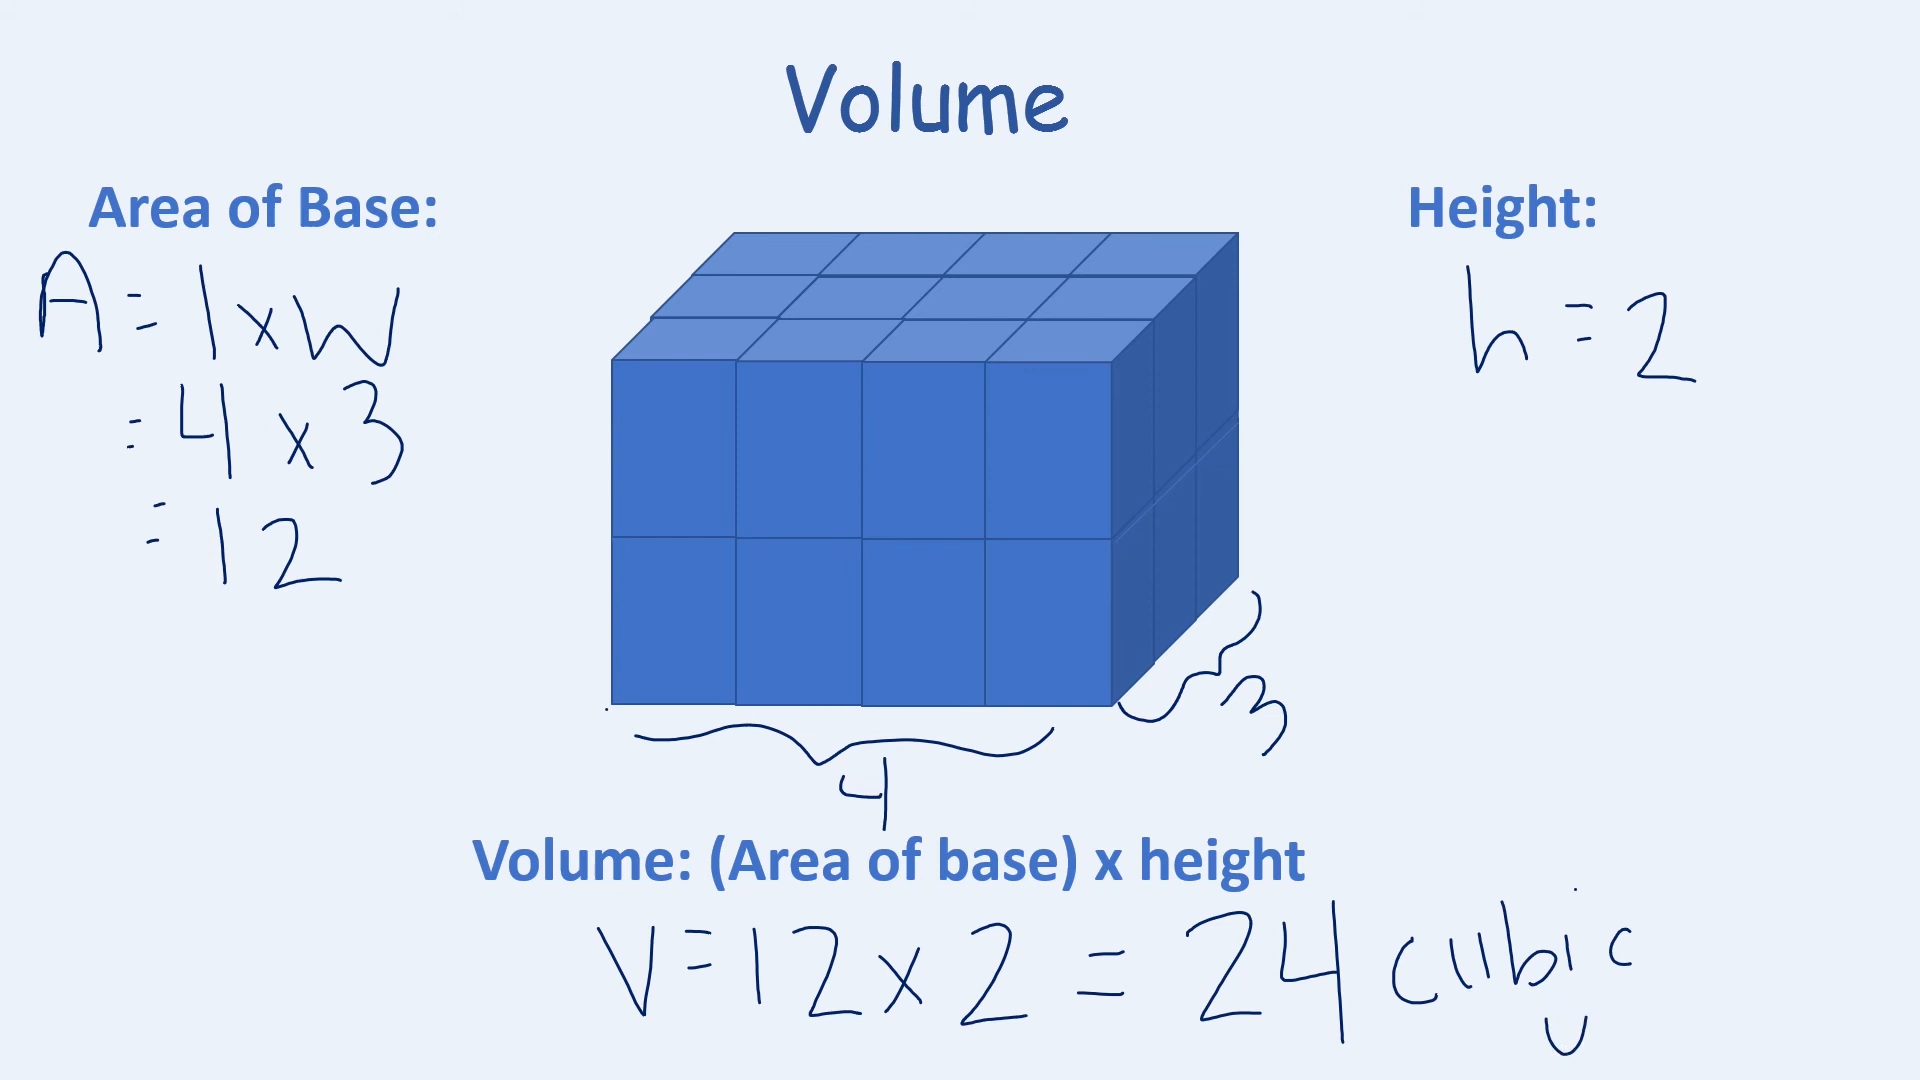 Volume
Area of Base:
A = l x W
= 4 x 3
= 12
Height:
h = 2
3
4
Volume: (Area of base) x height
V = 12 x 2 = 24 cubic
U